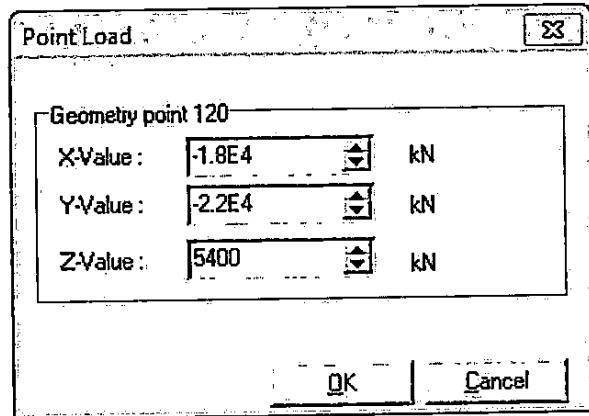 Point Load
Geometry point 120
X-Value : -1.8E4 kN
Y-Value : -2.2E4 kN
Z-Value : 5400 kN
OK Cancel